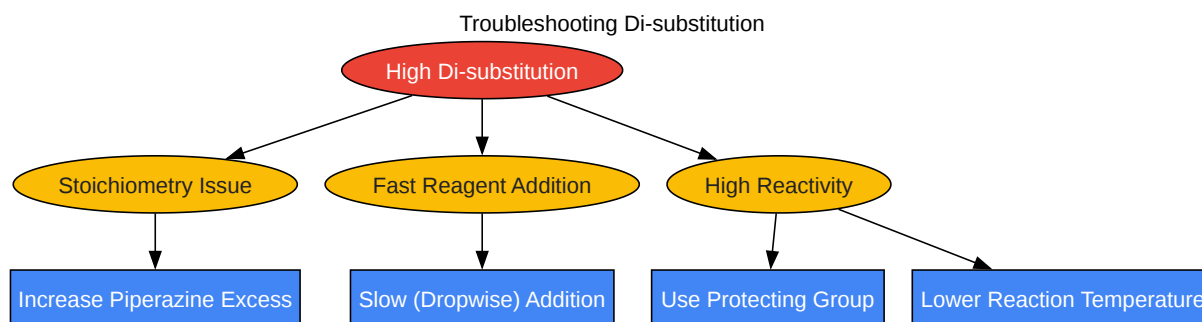 Troubleshooting Di-substitution
High Di-substitution
Stoichiometry Issue
Fast Reagent Addition
High Reactivity
Increase Piperazine Excess
Slow (Dropwise) Addition
Use Protecting Group
Lower Reaction Temperature